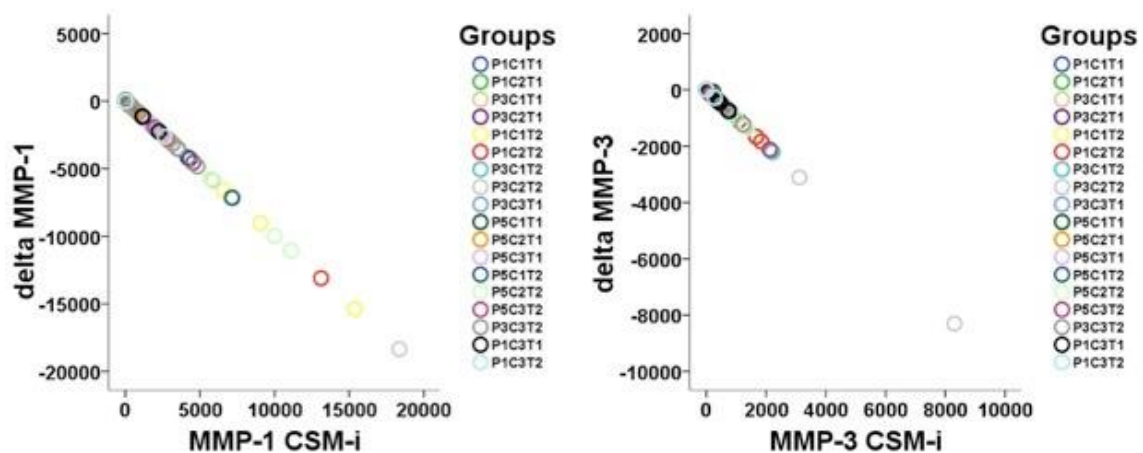 5000
0
-5000
-10000
-15000
-20000
delta MMP-1
0 5000 10000 15000 20000
MMP-1 CSM-i
Groups
P1C1T1
P1C2T1
P3C1T1
P3C2T1
P1C1T2
P1C2T2
P3C1T2
P3C2T2
P3C3T1
P5C1T1
P5C2T1
P5C3T1
P5C1T2
P5C2T2
P5C3T2
P3C3T2
P1C3T1
P1C3T2
2000
0
-2000
-4000
-6000
-8000
-10000
delta MMP-3
0 2000 4000 6000 8000 10000
MMP-3 CSM-i
Groups
P1C1T1
P1C2T1
P3C1T1
P3C2T1
P1C1T2
P1C2T2
P3C1T2
P3C2T2
P3C3T1
P5C1T1
P5C2T1
P5C3T1
P5C1T2
P5C2T2
P5C3T2
P3C3T2
P1C3T1
P1C3T2